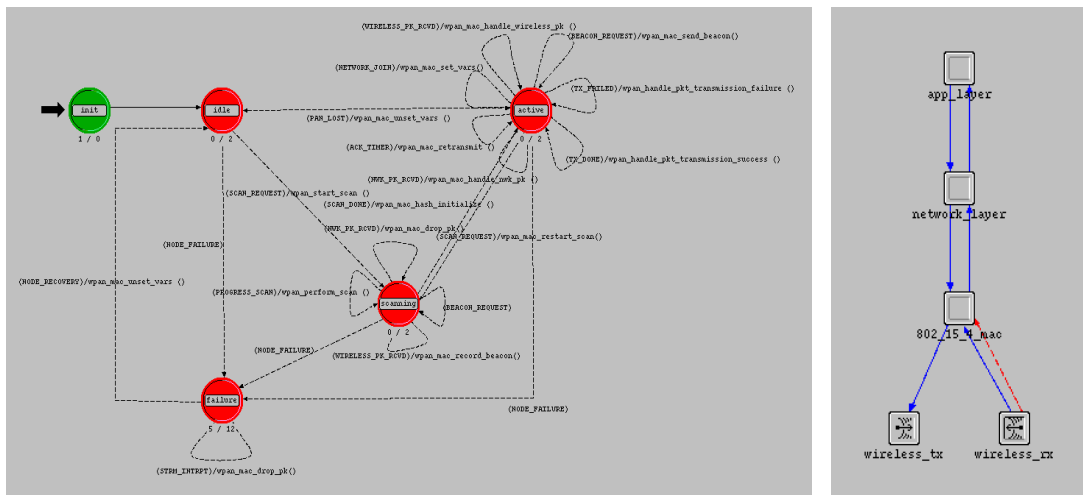 (WIRELESS_PK_RCVD)/wpan_mac_handle_wireless_pk ()
(BEACON_REQUEST)/wpan_mac_send_beacon()
(NETWORK_JOIN)/wpan_mac_set_vars()
(TX_FAILED)/wpan_handle_pkt_transmission_failure ()
init
idle
active
1 / 0
0 / 2
(PAN_LOST)/wpan_mac_unset_vars ()
0 / 2
(ACK_TIMER)/wpan_mac_retransmit ()
(TX_DONE)/wpan_handle_pkt_transmission_success ()
(NWK_PK_RCVD)/wpan_mac_handle_nwk_pk ()
(SCAN_REQUEST)/wpan_start_scan ()
(SCAN_DONE)/wpan_mac_hash_initialize ()
(NWK_PK_RCVD)/wpan_mac_drop_pk()
(SCAN_REQUEST)/wpan_mac_restart_scan()
(NODE_FAILURE)
(NODE_RECOVERY)/wpan_mac_unset_vars ()
(PROGRESS_SCAN)/wpan_perform_scan ()
scanning
(BEACON_REQUEST)
0 / 2
(NODE_FAILURE)
(WIRELESS_PK_RCVD)/wpan_mac_record_beacon()
failure
(NODE_FAILURE)
5 / 12
(STRM_INTRPT)/wpan_mac_drop_pk()
app_layer
network_layer
802_15_4_mac
wireless_tx
wireless_rx